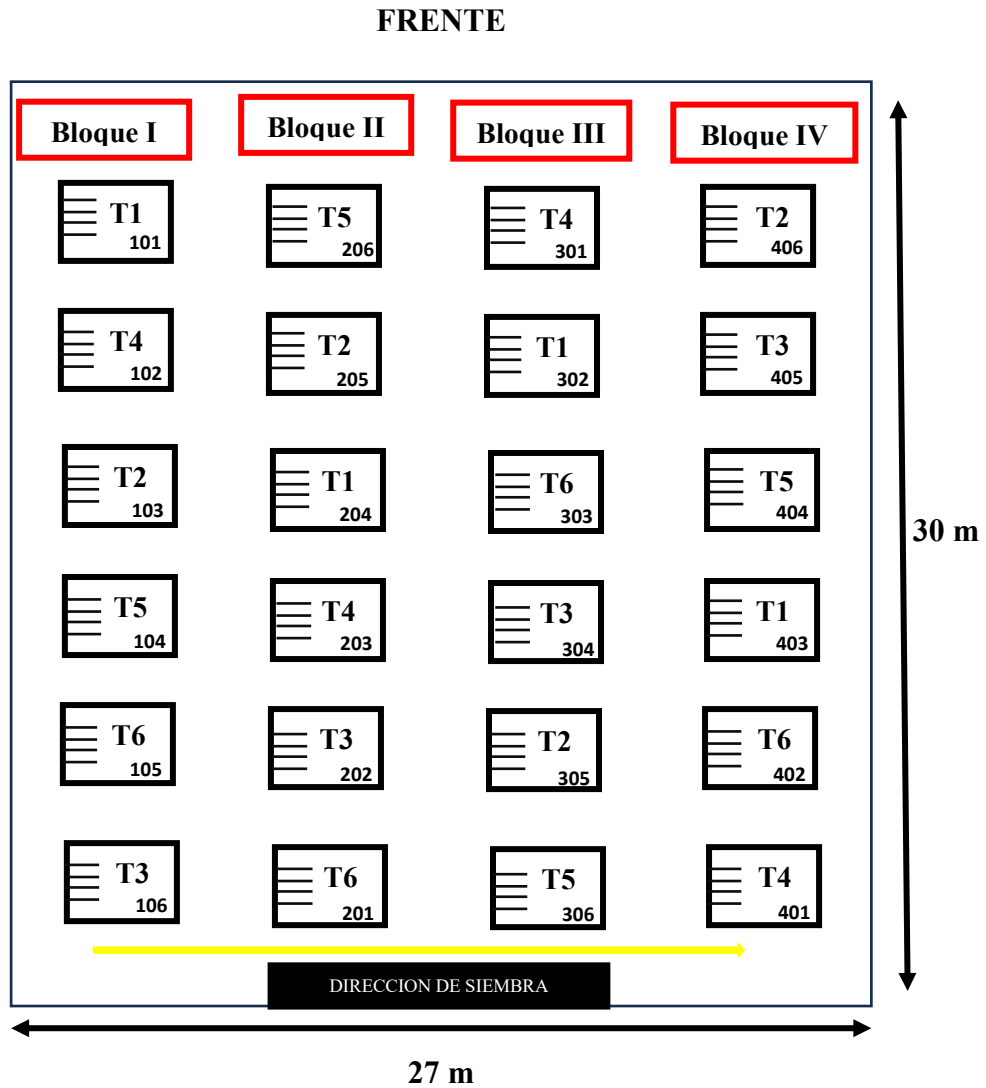 FRENTE
Bloque I
Bloque II
Bloque III
Bloque IV
T1
101
T5
206
T4
301
T2
406
T4
102
T2
205
T1
302
T3
405
T2
103
T1
204
T6
303
T5
404
30 m
T5
104
T4
203
T3
304
T1
403
T6
105
T3
202
T2
305
T6
402
T3
106
T6
201
T5
306
T4
401
DIRECCION DE SIEMBRA
27 m